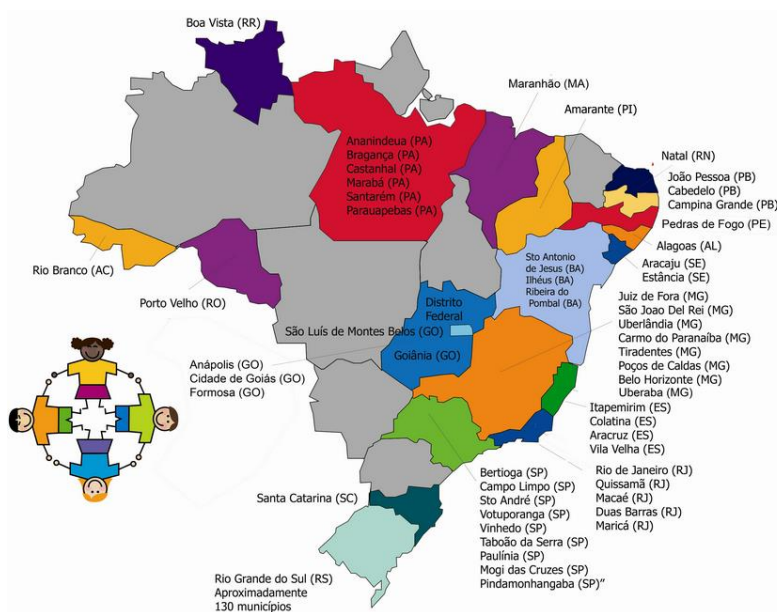 Boa Vista (RR)
Maranhão (MA)
Amarante (PI)
Ananindeua (PA)
Bragança (PA)
Castanhal (PA)
Marabá (PA)
Santarém (PA)
Parauapebas (PA)
Natal (RN)
João Pessoa (PB)
Cabedelo (PB)
Campina Grande (PB)
Pedras de Fogo (PE)
Alagoas (AL)
Aracaju (SE)
Estância (SE)
Rio Branco (AC)
Porto Velho (RO)
Sto Antonio
de Jesus (BA)
Ilhéus (BA)
Ribeira do
Pombal (BA)
Distrito
Federal
São Luís de Montes Belos (GO)
Goiânia (GO)
Anápolis (GO)
Cidade de Goiás (GO)
Formosa (GO)
Juiz de Fora (MG)
São Joao Del Rei (MG)
Uberlândia (MG)
Carmo do Paranaíba (MG)
Tiradentes (MG)
Poços de Caldas (MG)
Belo Horizonte (MG)
Uberaba (MG)
Itapemirim (ES)
Colatina (ES)
Aracruz (ES)
Vila Velha (ES)
Rio de Janeiro (RJ)
Quissamã (RJ)
Macaé (RJ)
Duas Barras (RJ)
Maricá (RJ)
Bertioga (SP)
Campo Limpo (SP)
Sto André (SP)
Votuporanga (SP)
Vinhedo (SP)
Taboão da Serra (SP)
Paulínia (SP)
Mogi das Cruzes (SP)
Pindamonhangaba (SP)"
Santa Catarina (SC)
Rio Grande do Sul (RS)
Aproximadamente
130 municípios